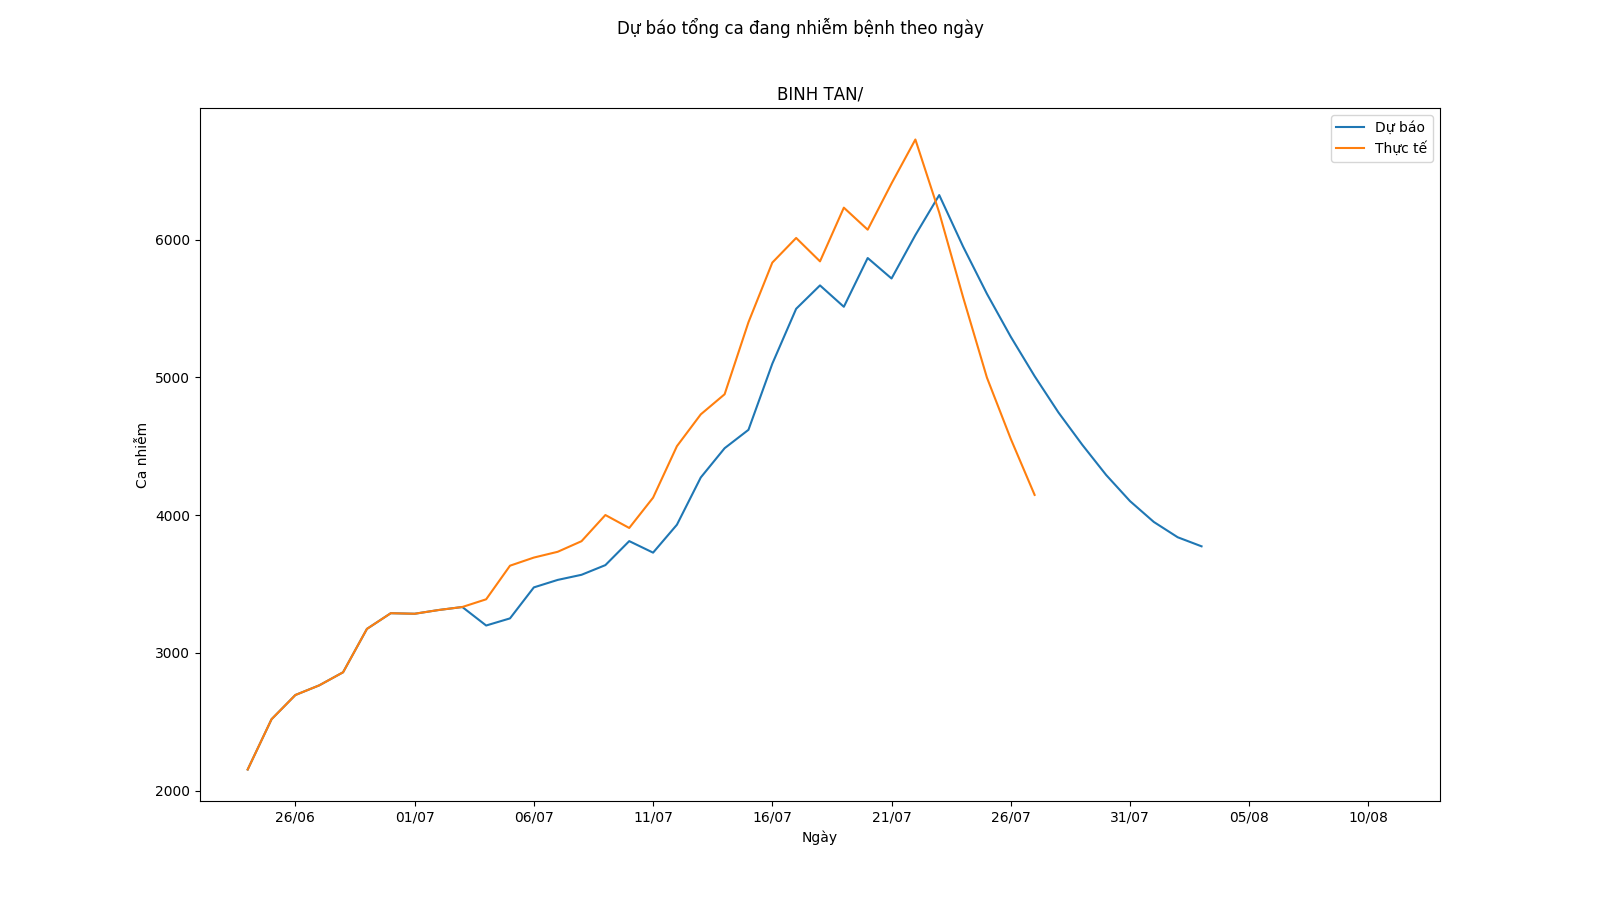 Dự báo tổng ca đang nhiễm bệnh theo ngày
BINH TAN/
Dự báo
Thực tế
6000
5000
4000
3000
2000
Ca nhiễm
26/06 01/07 06/07 11/07 16/07 21/07 26/07 31/07 05/08 10/08
Ngày